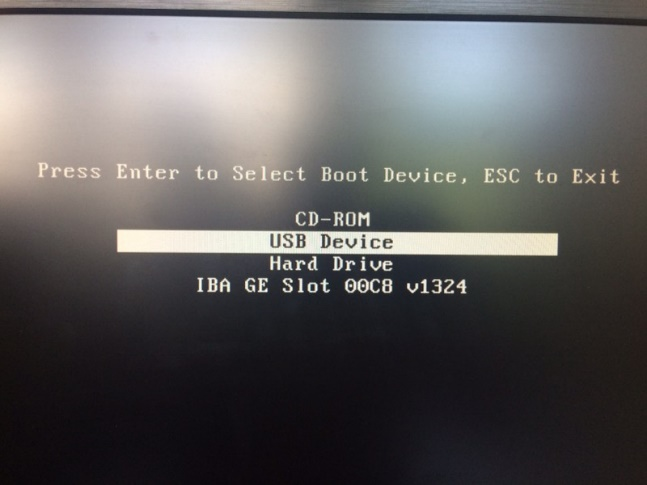 Press Enter to Select Boot Device, ESC to Exit
CD-ROM
USB Device
Hard Drive
IBA GE Slot 00C8 v1324